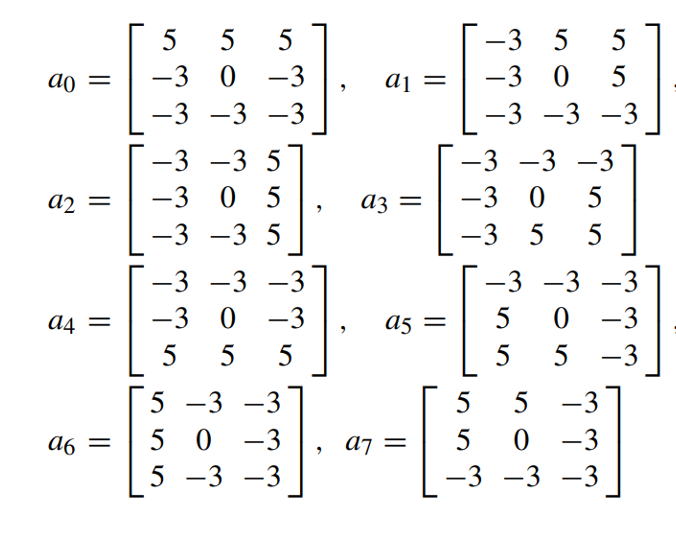 a0 = [ 5 5 5 ; −3 0 −3 ; −3 −3 −3 ] , a1 = [ −3 5 5 ; −3 0 5 ; −3 −3 −3 ] ,
a2 = [ −3 −3 5 ; −3 0 5 ; −3 −3 5 ] , a3 = [ −3 −3 −3 ; −3 0 5 ; −3 5 5 ]
a4 = [ −3 −3 −3 ; −3 0 −3 ; 5 5 5 ] , a5 = [ −3 −3 −3 ; 5 0 −3 ; 5 5 −3 ] ,
a6 = [ 5 −3 −3 ; 5 0 −3 ; 5 −3 −3 ] , a7 = [ 5 5 −3 ; 5 0 −3 ; −3 −3 −3 ]